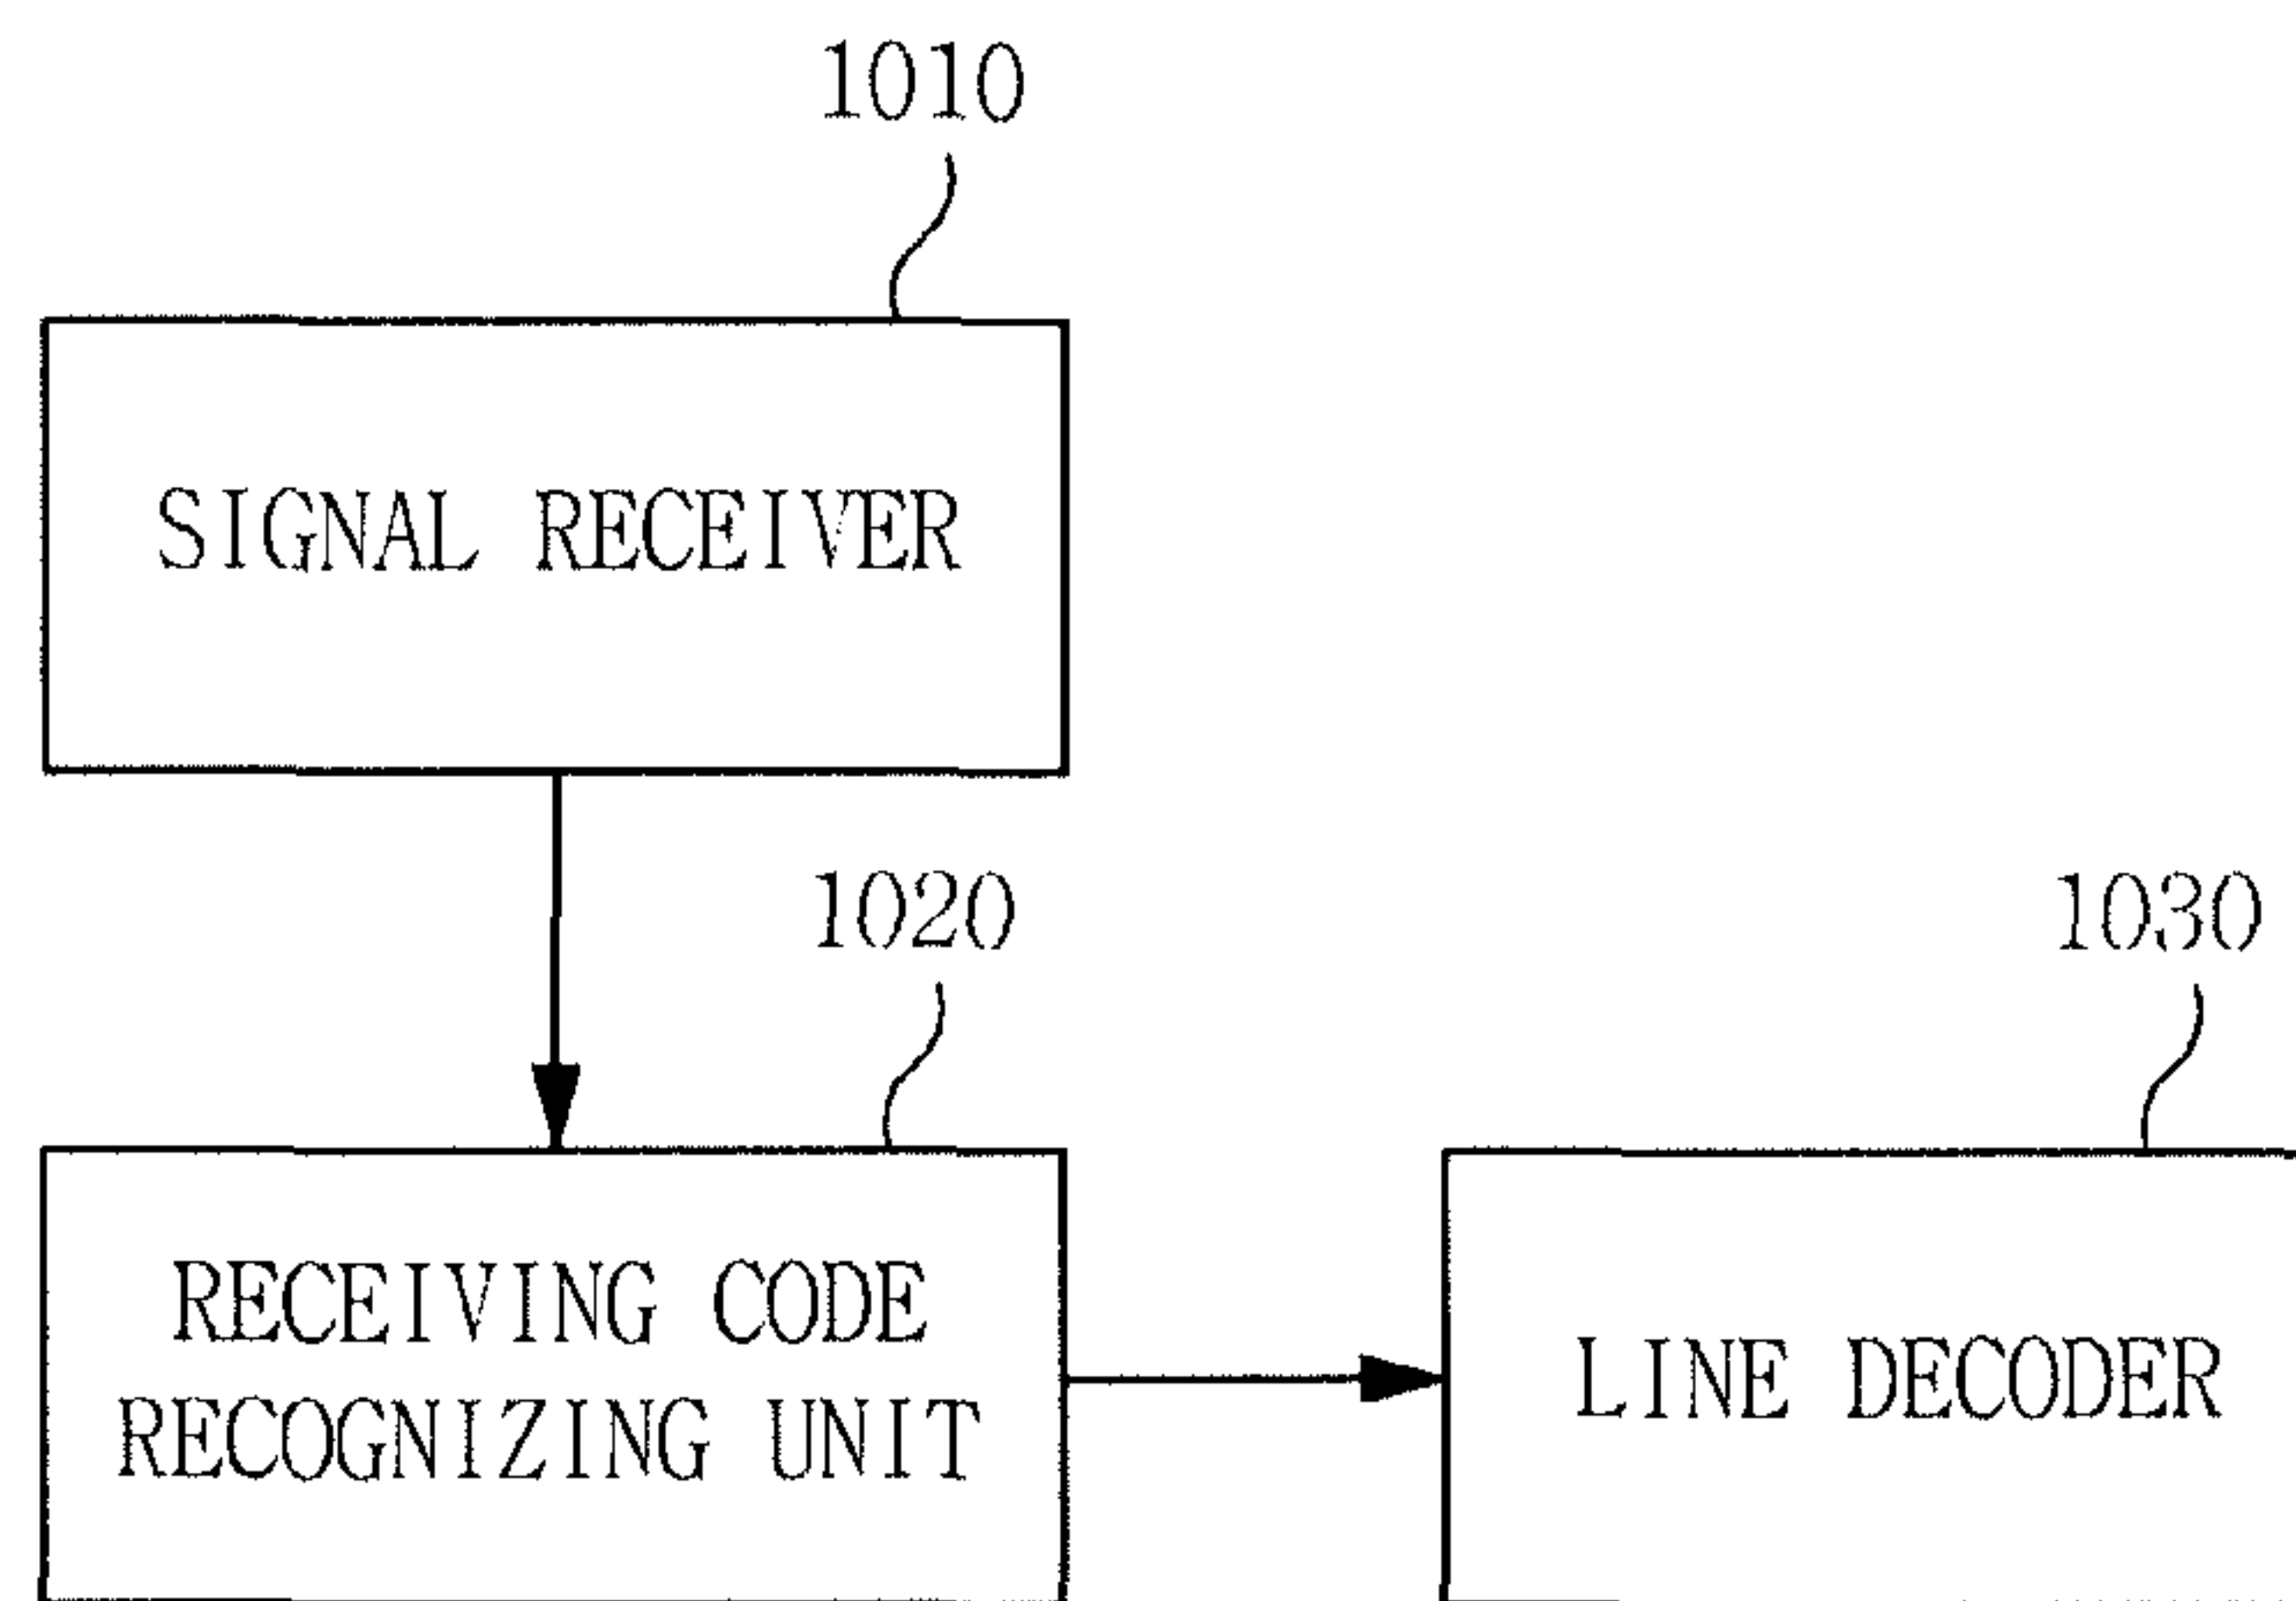 1010
SIGNAL RECEIVER
1020
1030
RECEIVING CODE
RECOGNIZING UNIT
LINE DECODER